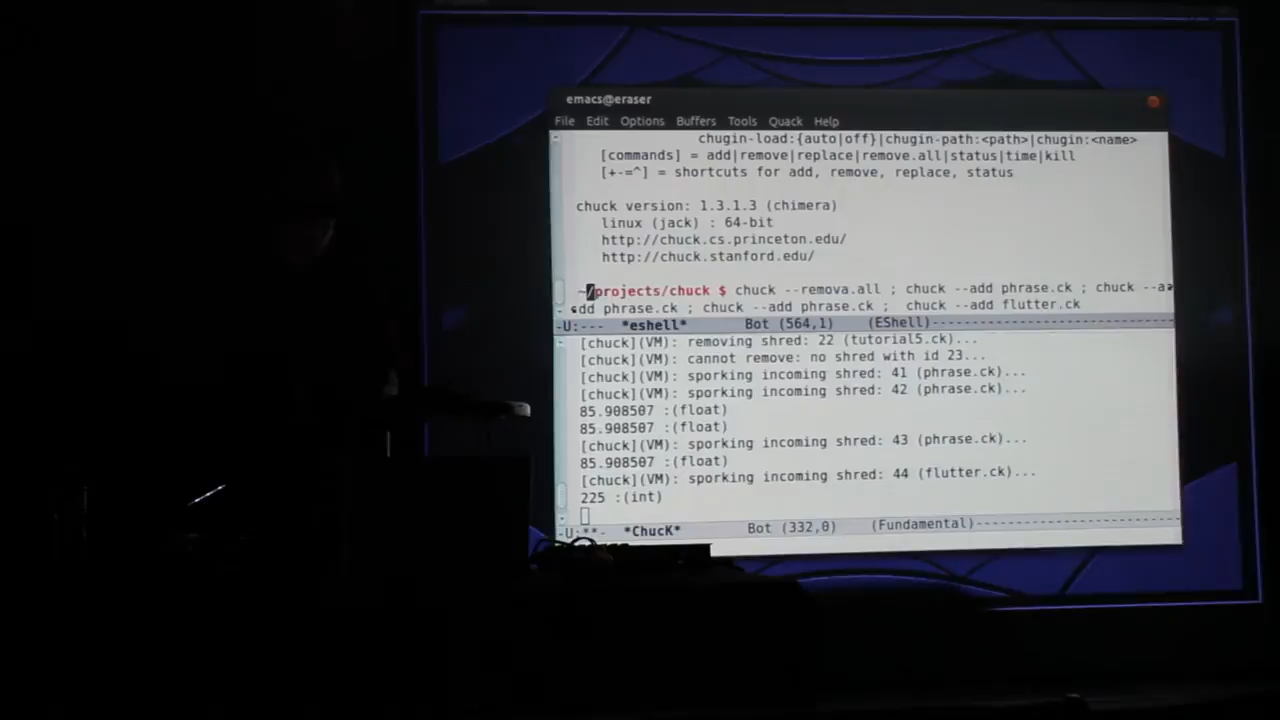 emacs@eraser
File Edit Options Buffers Tools Quack Help
chugin-load:{auto|off}|chugin-path:<path>|chugin:<name>
[commands] = add|remove|replace|remove.all|status|time|kill
[+-=^] = shortcuts for add, remove, replace, status
chuck version: 1.3.1.3 (chimera)
linux (jack) : 64-bit
http://chuck.cs.princeton.edu/
http://chuck.stanford.edu/
~/projects/chuck $ chuck --remova.all ; chuck --add phrase.ck ; chuck --a
dd phrase.ck ; chuck --add phrase.ck ; chuck --add flutter.ck
-U:--- *eshell* Bot (564,1) (EShell)
[chuck](VM): removing shred: 22 (tutorial5.ck)...
[chuck](VM): cannot remove: no shred with id 23...
[chuck](VM): sporking incoming shred: 41 (phrase.ck)...
[chuck](VM): sporking incoming shred: 42 (phrase.ck)...
85.908507 :(float)
85.908507 :(float)
[chuck](VM): sporking incoming shred: 43 (phrase.ck)...
85.908507 :(float)
[chuck](VM): sporking incoming shred: 44 (flutter.ck)...
225 :(int)
-U:**- *ChucK* Bot (332,0) (Fundamental)